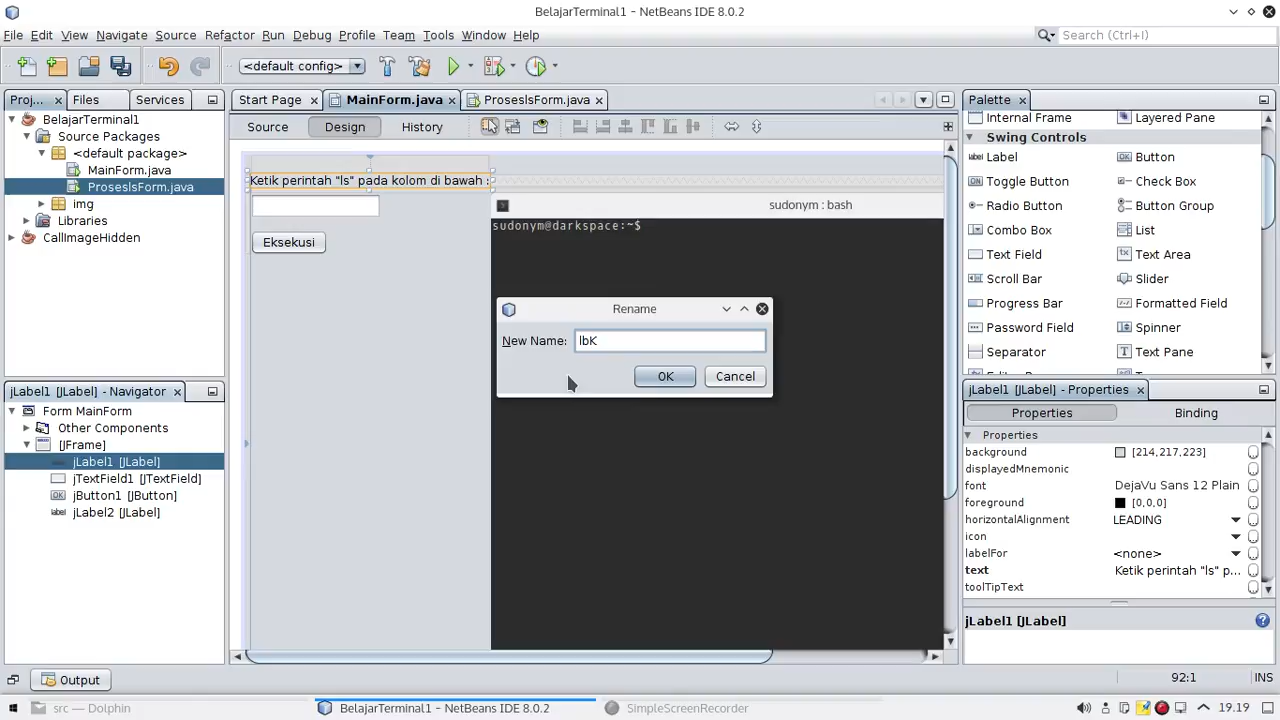 BelajarTerminal1 - NetBeans IDE 8.0.2
File Edit View Navigate Source Refactor Run Debug Profile Team Tools Window Help
Search (Ctrl+I)
<default config>
Proj... Files Services
Start Page MainForm.java ProseslsForm.java
Palette
Source Design History
BelajarTerminal1
Source Packages
<default package>
MainForm.java
ProseslsForm.java
img
Libraries
CallImageHidden
Ketik perintah "ls" pada kolom di bawah
Eksekusi
sudonym : bash
sudonym@darkspace:~$
Rename
New Name: lbK
OK Cancel
Internal Frame Layered Pane
Swing Controls
Label Button
Toggle Button Check Box
Radio Button Button Group
Combo Box List
Text Field Text Area
Scroll Bar Slider
Progress Bar Formatted Field
Password Field Spinner
Separator Text Pane
jLabel1 [JLabel] - Navigator
Form MainForm
Other Components
[JFrame]
jLabel1 [JLabel]
jTextField1 [JTextField]
jButton1 [JButton]
jLabel2 [JLabel]
jLabel1 [JLabel] - Properties
Properties Binding
Properties
background [214,217,223]
displayedMnemonic
font DejaVu Sans 12 Plain
foreground [0,0,0]
horizontalAlignment LEADING
icon
labelFor <none>
text Ketik perintah "ls" p...
toolTipText
jLabel1 [JLabel]
Output
92:1 INS
src — Dolphin
BelajarTerminal1 - NetBeans IDE 8.0.2
SimpleScreenRecorder
19.19